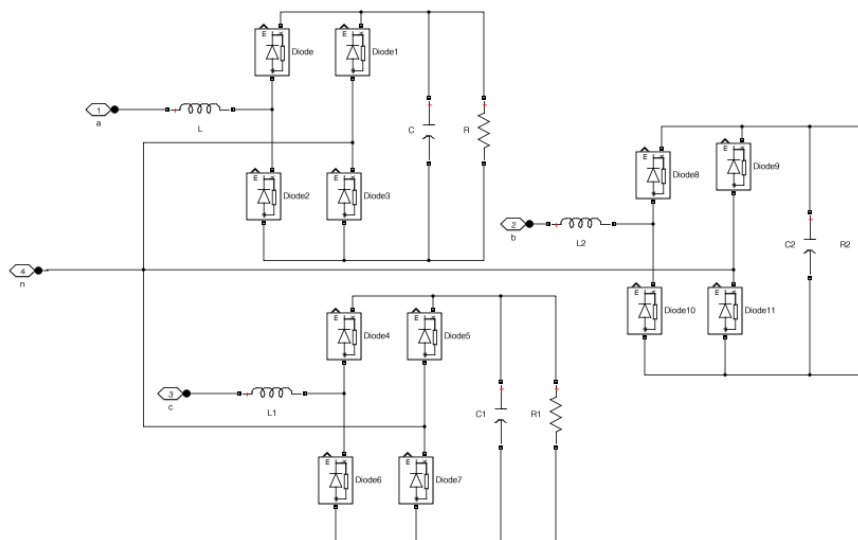 E
E
Diode
Diode1
1
a
L
C
R
E
E
Diode2
Diode3
E
E
Diode8
Diode9
2
b
L2
C2
R2
4
n
E
E
Diode10
Diode11
E
E
Diode4
Diode5
3
c
L1
C1
R1
E
E
Diode6
Diode7